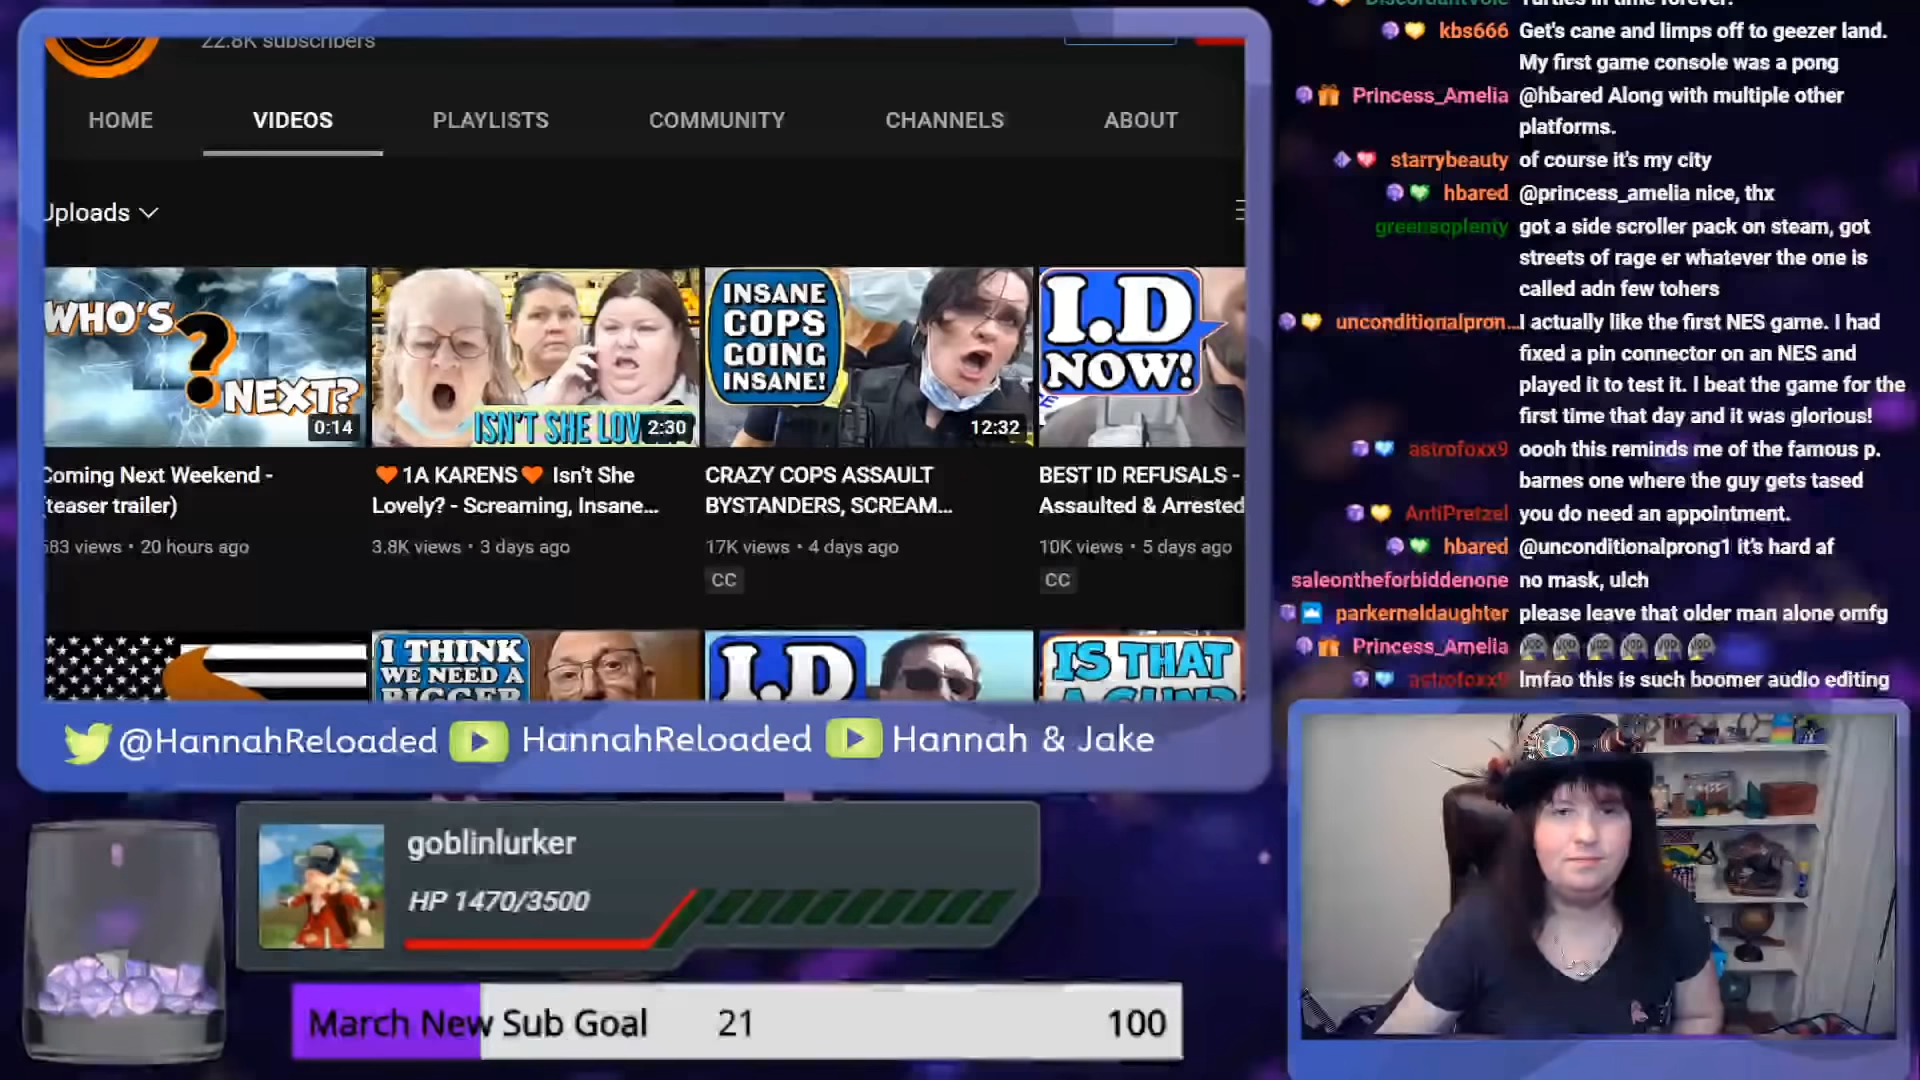 22.8K subscribers
HOME VIDEOS PLAYLISTS COMMUNITY CHANNELS ABOUT
Uploads
WHO'S
NEXT?
0:14
ISN'T SHE LOV
2:30
INSANE
COPS
GOING
INSANE!
12:32
I.D
NOW!
Coming Next Weekend -
(teaser trailer)
583 views • 20 hours ago
🧡 1A KARENS🧡 Isn't She
Lovely? - Screaming, Insane...
3.8K views • 3 days ago
CRAZY COPS ASSAULT
BYSTANDERS, SCREAM...
17K views • 4 days ago
CC
BEST ID REFUSALS -
Assaulted & Arrested
10K views • 5 days ago
CC
I THINK
WE NEED A
BIGGER
I.D
IS THAT
A GUN?
@HannahReloaded HannahReloaded Hannah & Jake
goblinlurker
HP 1470/3500
March New Sub Goal 21 100
DiscordantVole Turtles in time forever!
kbs666 Get's cane and limps off to geezer land.
My first game console was a pong
Princess_Amelia @hbared Along with multiple other
platforms.
starrybeauty of course it's my city
hbared @princess_amelia nice, thx
greensoplenty got a side scroller pack on steam, got
streets of rage er whatever the one is
called adn few tohers
unconditionalpron... I actually like the first NES game. I had
fixed a pin connector on an NES and
played it to test it. I beat the game for the
first time that day and it was glorious!
astrofoxx9 oooh this reminds me of the famous p.
barnes one where the guy gets tased
AntiPretzel you do need an appointment.
hbared @unconditionalprong1 it's hard af
saleontheforbiddenone no mask, ulch
parkerneldaughter please leave that older man alone omfg
Princess_Amelia
astrofoxx9 lmfao this is such boomer audio editing